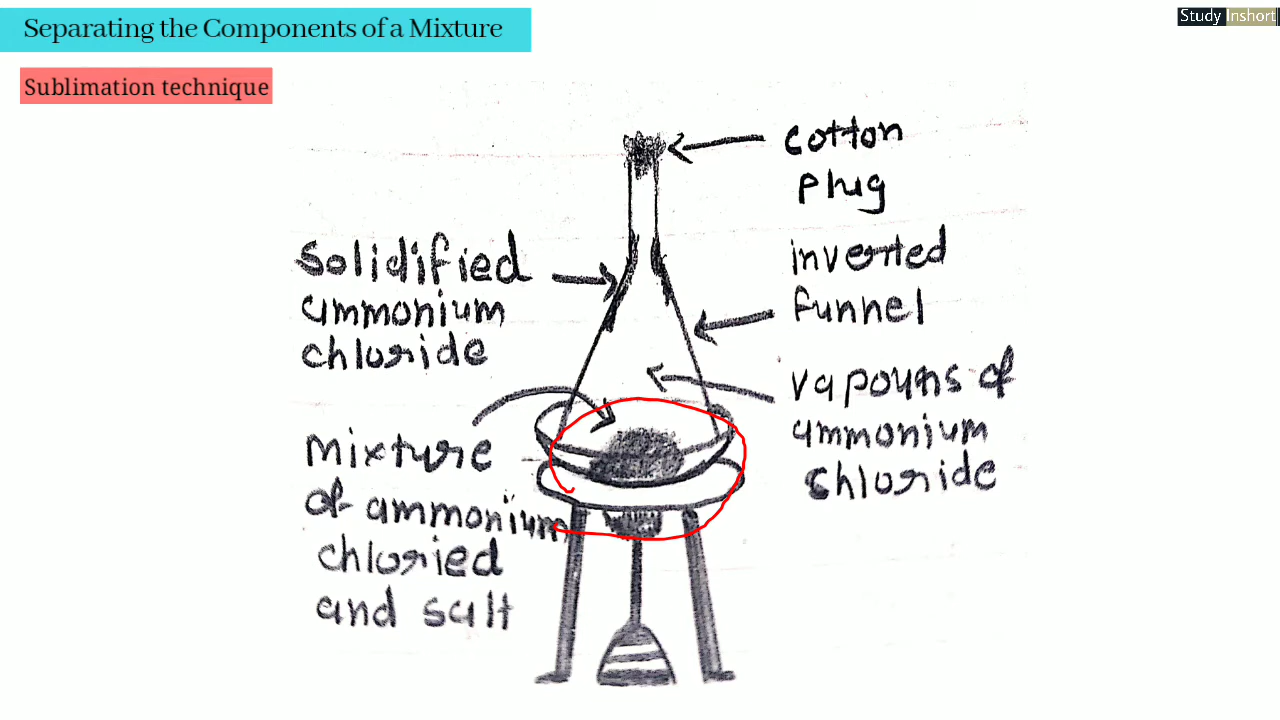 Separating the Components of a Mixture
Study Inshort
Sublimation technique
cotton
plug
solidified
ammonium
chloride
inverted
funnel
vapours of
ammonium
chloride
mixture
of ammonium
chloried
and salt